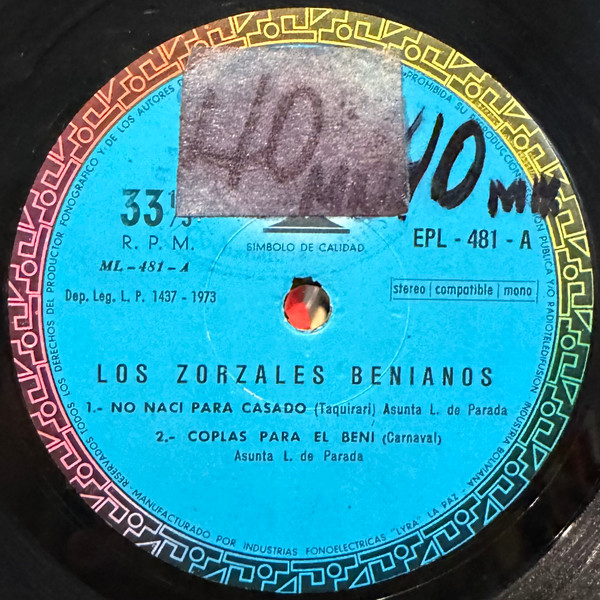 RESERVADOS TODOS LOS DERECHOS DEL PRODUCTOR FONOGRAFICO Y DE LOS AUTORES
PROHIBIDA SU REPRODUCCION
PUBLICA Y/O RADIOTELEDIFUSION
INDUSTRIA BOLIVIANA
40
40 MN
33⅓
R. P. M.
SIMBOLO DE CALIDAD
EPL - 481 - A
ML-481-A
Dep. Leg. L. P. 1437 - 1973
stereo | compatible | mono
LOS ZORZALES BENIANOS
1.- NO NACI PARA CASADO (Taquirari) Asunta L. de Parada
2.- COPLAS PARA EL BENI (Carnaval)
Asunta L. de Parada
MANUFACTURADO POR INDUSTRIAS FONOELECTRICAS "LYRA" LA PAZ -